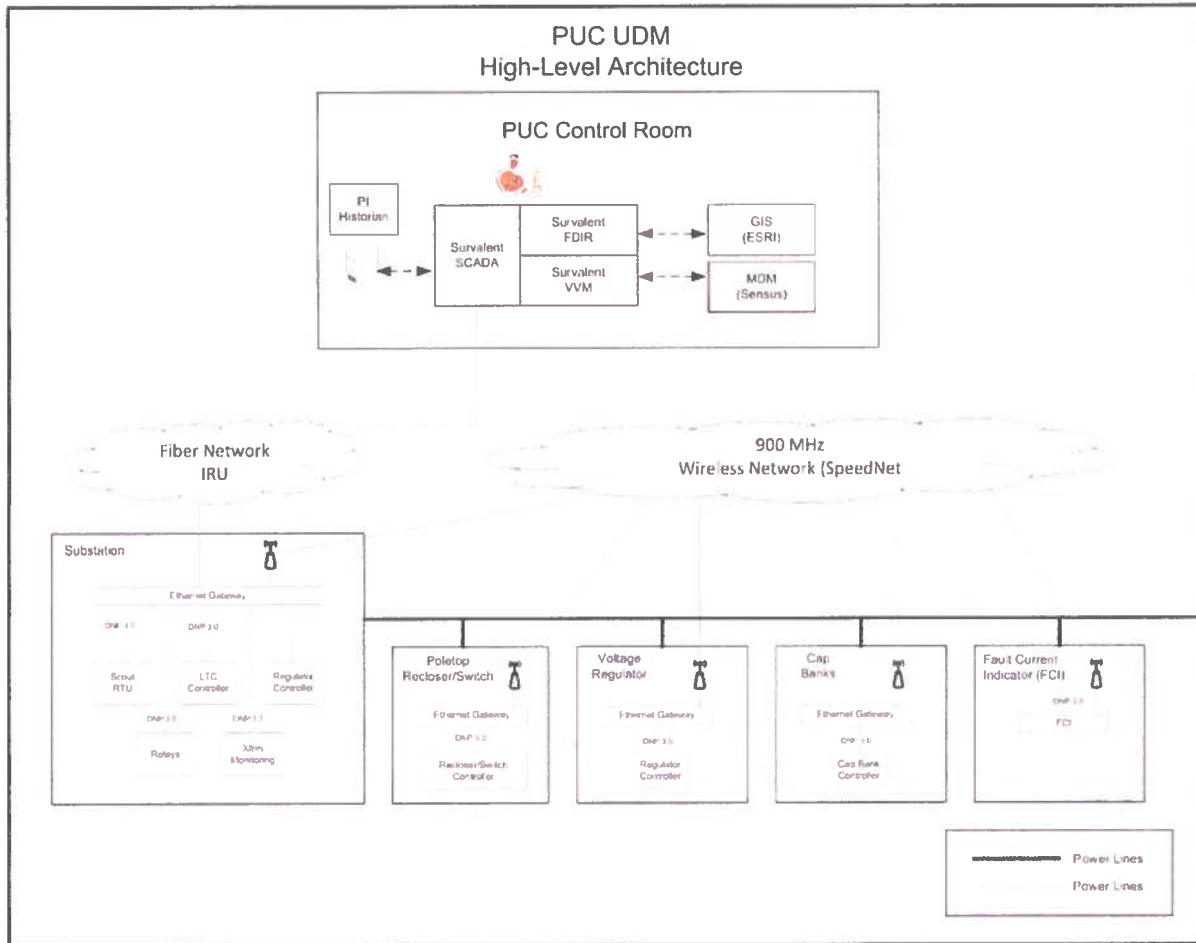 PUC UDM
High-Level Architecture
PUC Control Room
PI
Historian
Survalent
SCADA
Survalent
FDIR
Survalent
VVM
GIS
(ESRI)
MDM
(Sensus)
Fiber Network
IRU
900 MHz
Wireless Network (SpeedNet
Substation
Ethernet Gateway
DNP 3.0
DNP 3.0
Scout
RTU
LTC
Controller
Regulator
Controller
DNP 3.0
DNP 3.0
Relays
Xfrm
Monitoring
Poletop
Recloser/Switch
Ethernet Gateway
DNP 3.0
Recloser/Switch
Controller
Voltage
Regulator
Ethernet Gateway
DNP 3.0
Regulator
Controller
Cap
Banks
Ethernet Gateway
DNP 3.0
Cap Bank
Controller
Fault Current
Indicator (FCI)
DNP 3.0
FCI
Power Lines
Power Lines